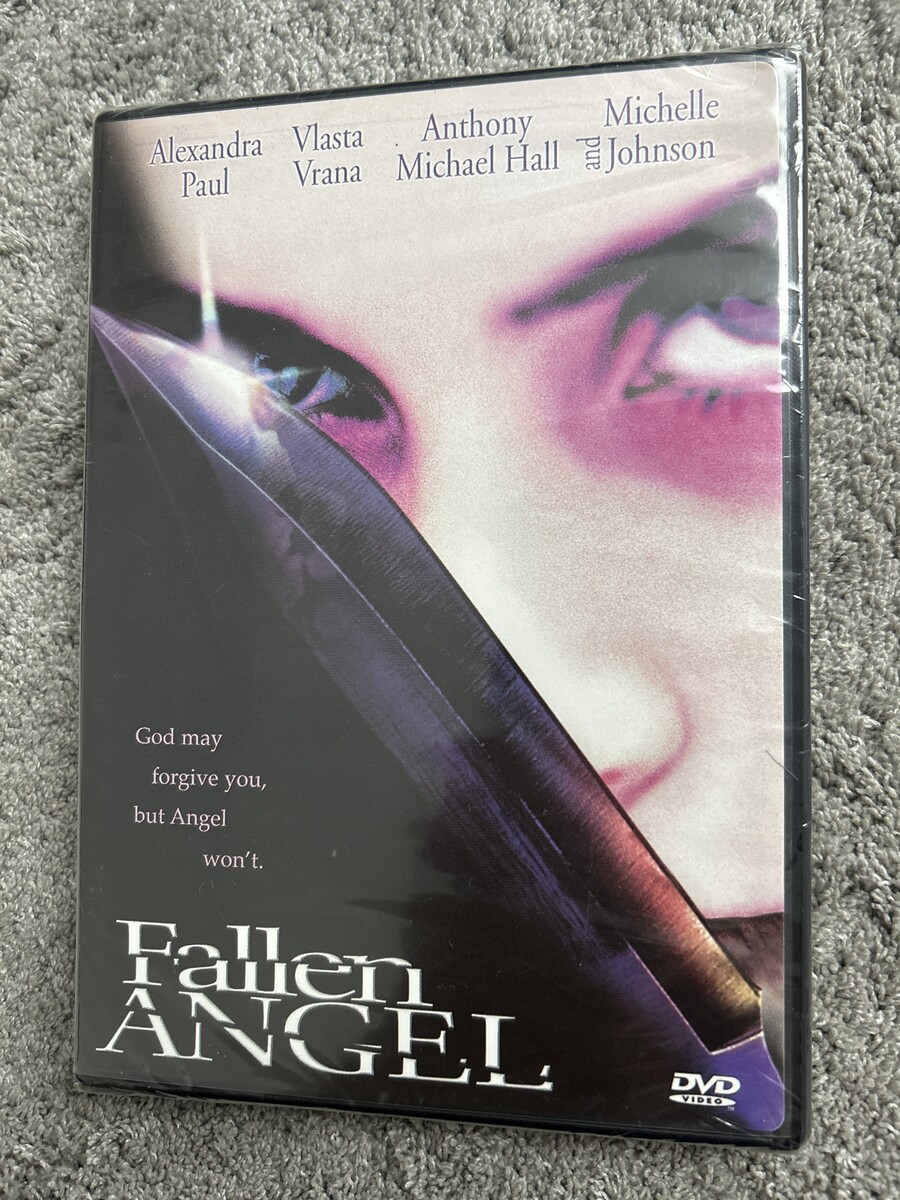 Alexandra Paul
Vlasta Vrana
Anthony Michael Hall
and Michelle Johnson
God may
forgive you,
but Angel
won't.
Fallen
ANGEL
DVD
VIDEO